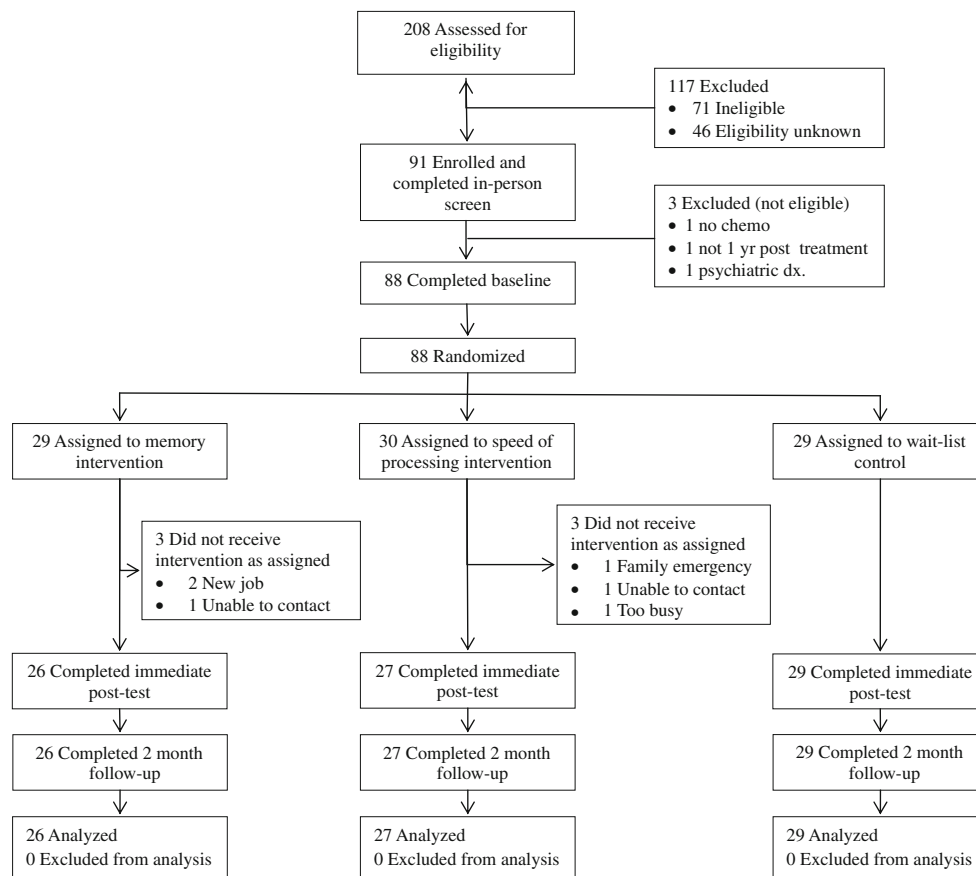 208 Assessed for
eligibility
117 Excluded
• 71 Ineligible
• 46 Eligibility unknown
91 Enrolled and
completed in-person
screen
3 Excluded (not eligible)
• 1 no chemo
• 1 not 1 yr post treatment
• 1 psychiatric dx.
88 Completed baseline
88 Randomized
29 Assigned to memory
intervention
30 Assigned to speed of
processing intervention
29 Assigned to wait-list
control
3 Did not receive
intervention as assigned
• 2 New job
• 1 Unable to contact
3 Did not receive
intervention as assigned
• 1 Family emergency
• 1 Unable to contact
• 1 Too busy
26 Completed immediate
post-test
27 Completed immediate
post-test
29 Completed immediate
post-test
26 Completed 2 month
follow-up
27 Completed 2 month
follow-up
29 Completed 2 month
follow-up
26 Analyzed
0 Excluded from analysis
27 Analyzed
0 Excluded from analysis
29 Analyzed
0 Excluded from analysis